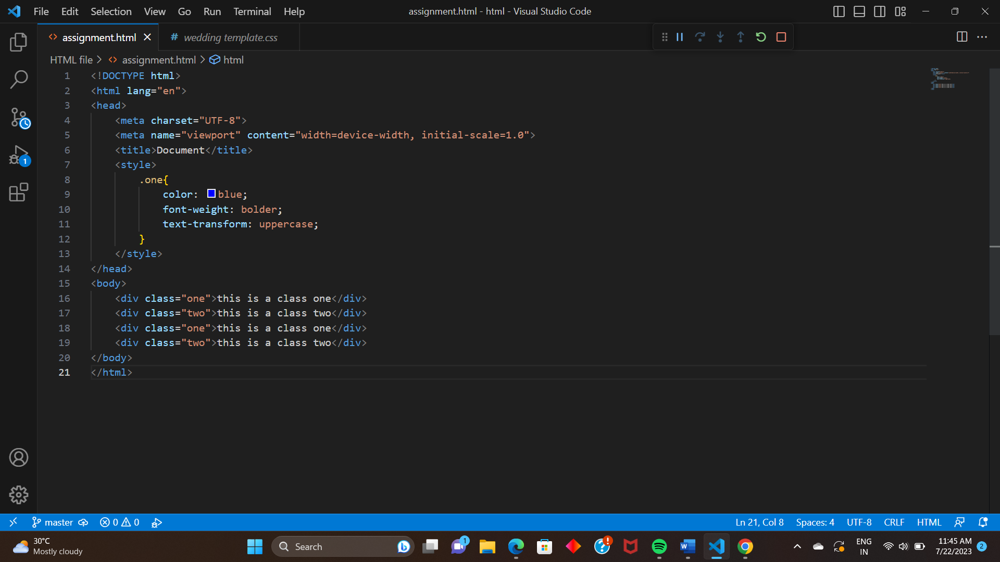 File Edit Selection View Go Run Terminal Help
assignment.html - html - Visual Studio Code
assignment.html
# wedding template.css
HTML file > assignment.html > html
1 <!DOCTYPE html>
2 <html lang="en">
3 <head>
4 <meta charset="UTF-8">
5 <meta name="viewport" content="width=device-width, initial-scale=1.0">
6 <title>Document</title>
7 <style>
8 .one{
9 color: blue;
10 font-weight: bolder;
11 text-transform: uppercase;
12 }
13 </style>
14 </head>
15 <body>
16 <div class="one">this is a class one</div>
17 <div class="two">this is a class two</div>
18 <div class="one">this is a class one</div>
19 <div class="two">this is a class two</div>
20 </body>
21 </html>
1
master 0 0
Ln 21, Col 8 Spaces: 4 UTF-8 CRLF HTML
30°C
Mostly cloudy
Search
1
W
ENG
IN
11:45 AM
7/22/2023
2